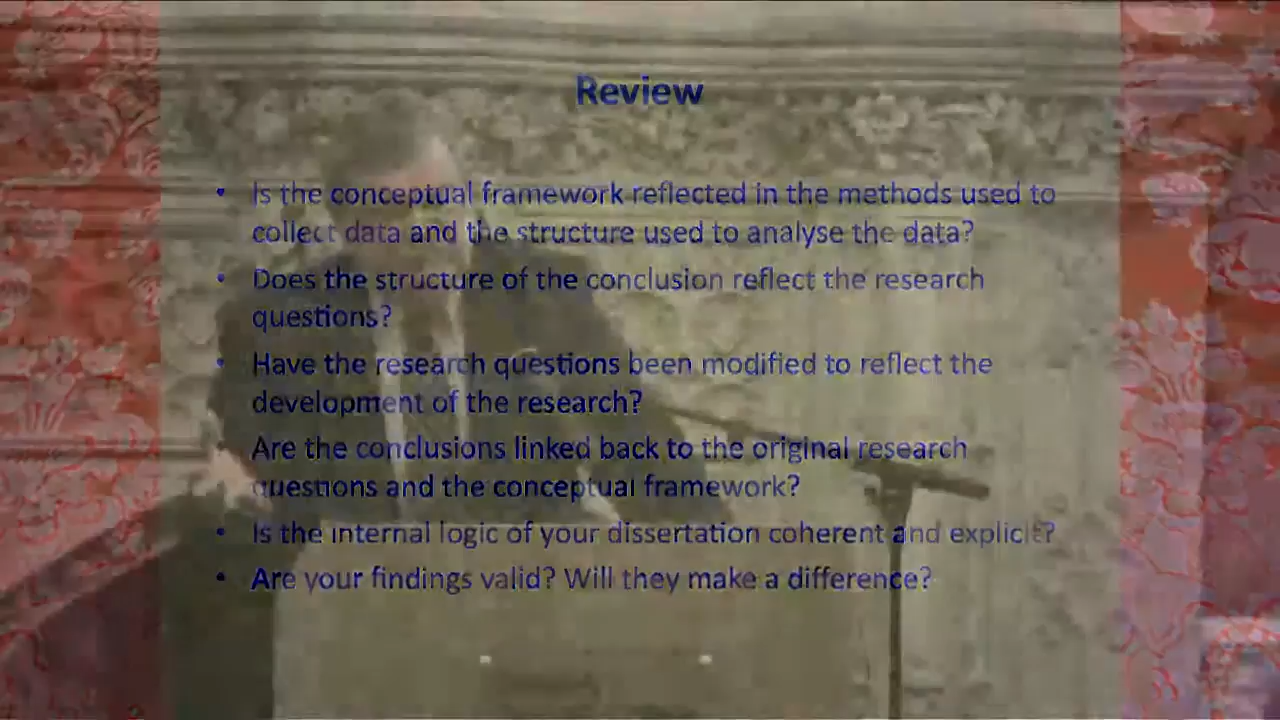 Review
• Is the conceptual framework reflected in the methods used to
collect data and the structure used to analyse the data?
• Does the structure of the conclusion reflect the research
questions?
• Have the research questions been modified to reflect the
development of the research?
• Are the conclusions linked back to the original research
questions and the conceptual framework?
• Is the internal logic of your dissertation coherent and explicit?
• Are your findings valid? Will they make a difference?